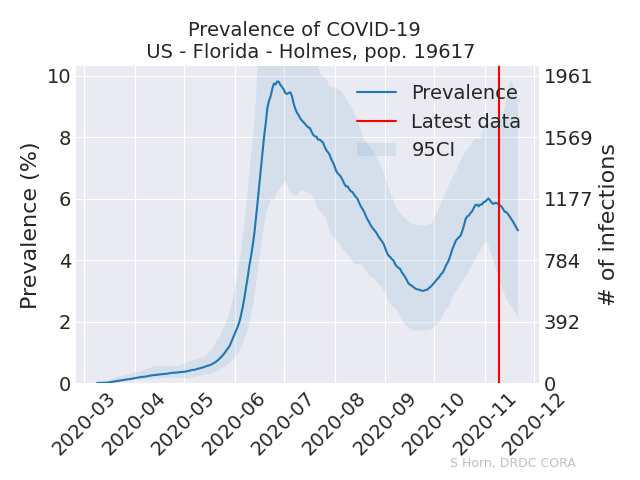 Prevalence of COVID-19
US - Florida - Holmes, pop. 19617
Prevalence (%)
10
8
6
4
2
0
Prevalence
Latest data
95CI
1961
1569
1177
784
392
0
# of infections
2020-03
2020-04
2020-05
2020-06
2020-07
2020-08
2020-09
2020-10
2020-11
2020-12
S Horn, DRDC CORA